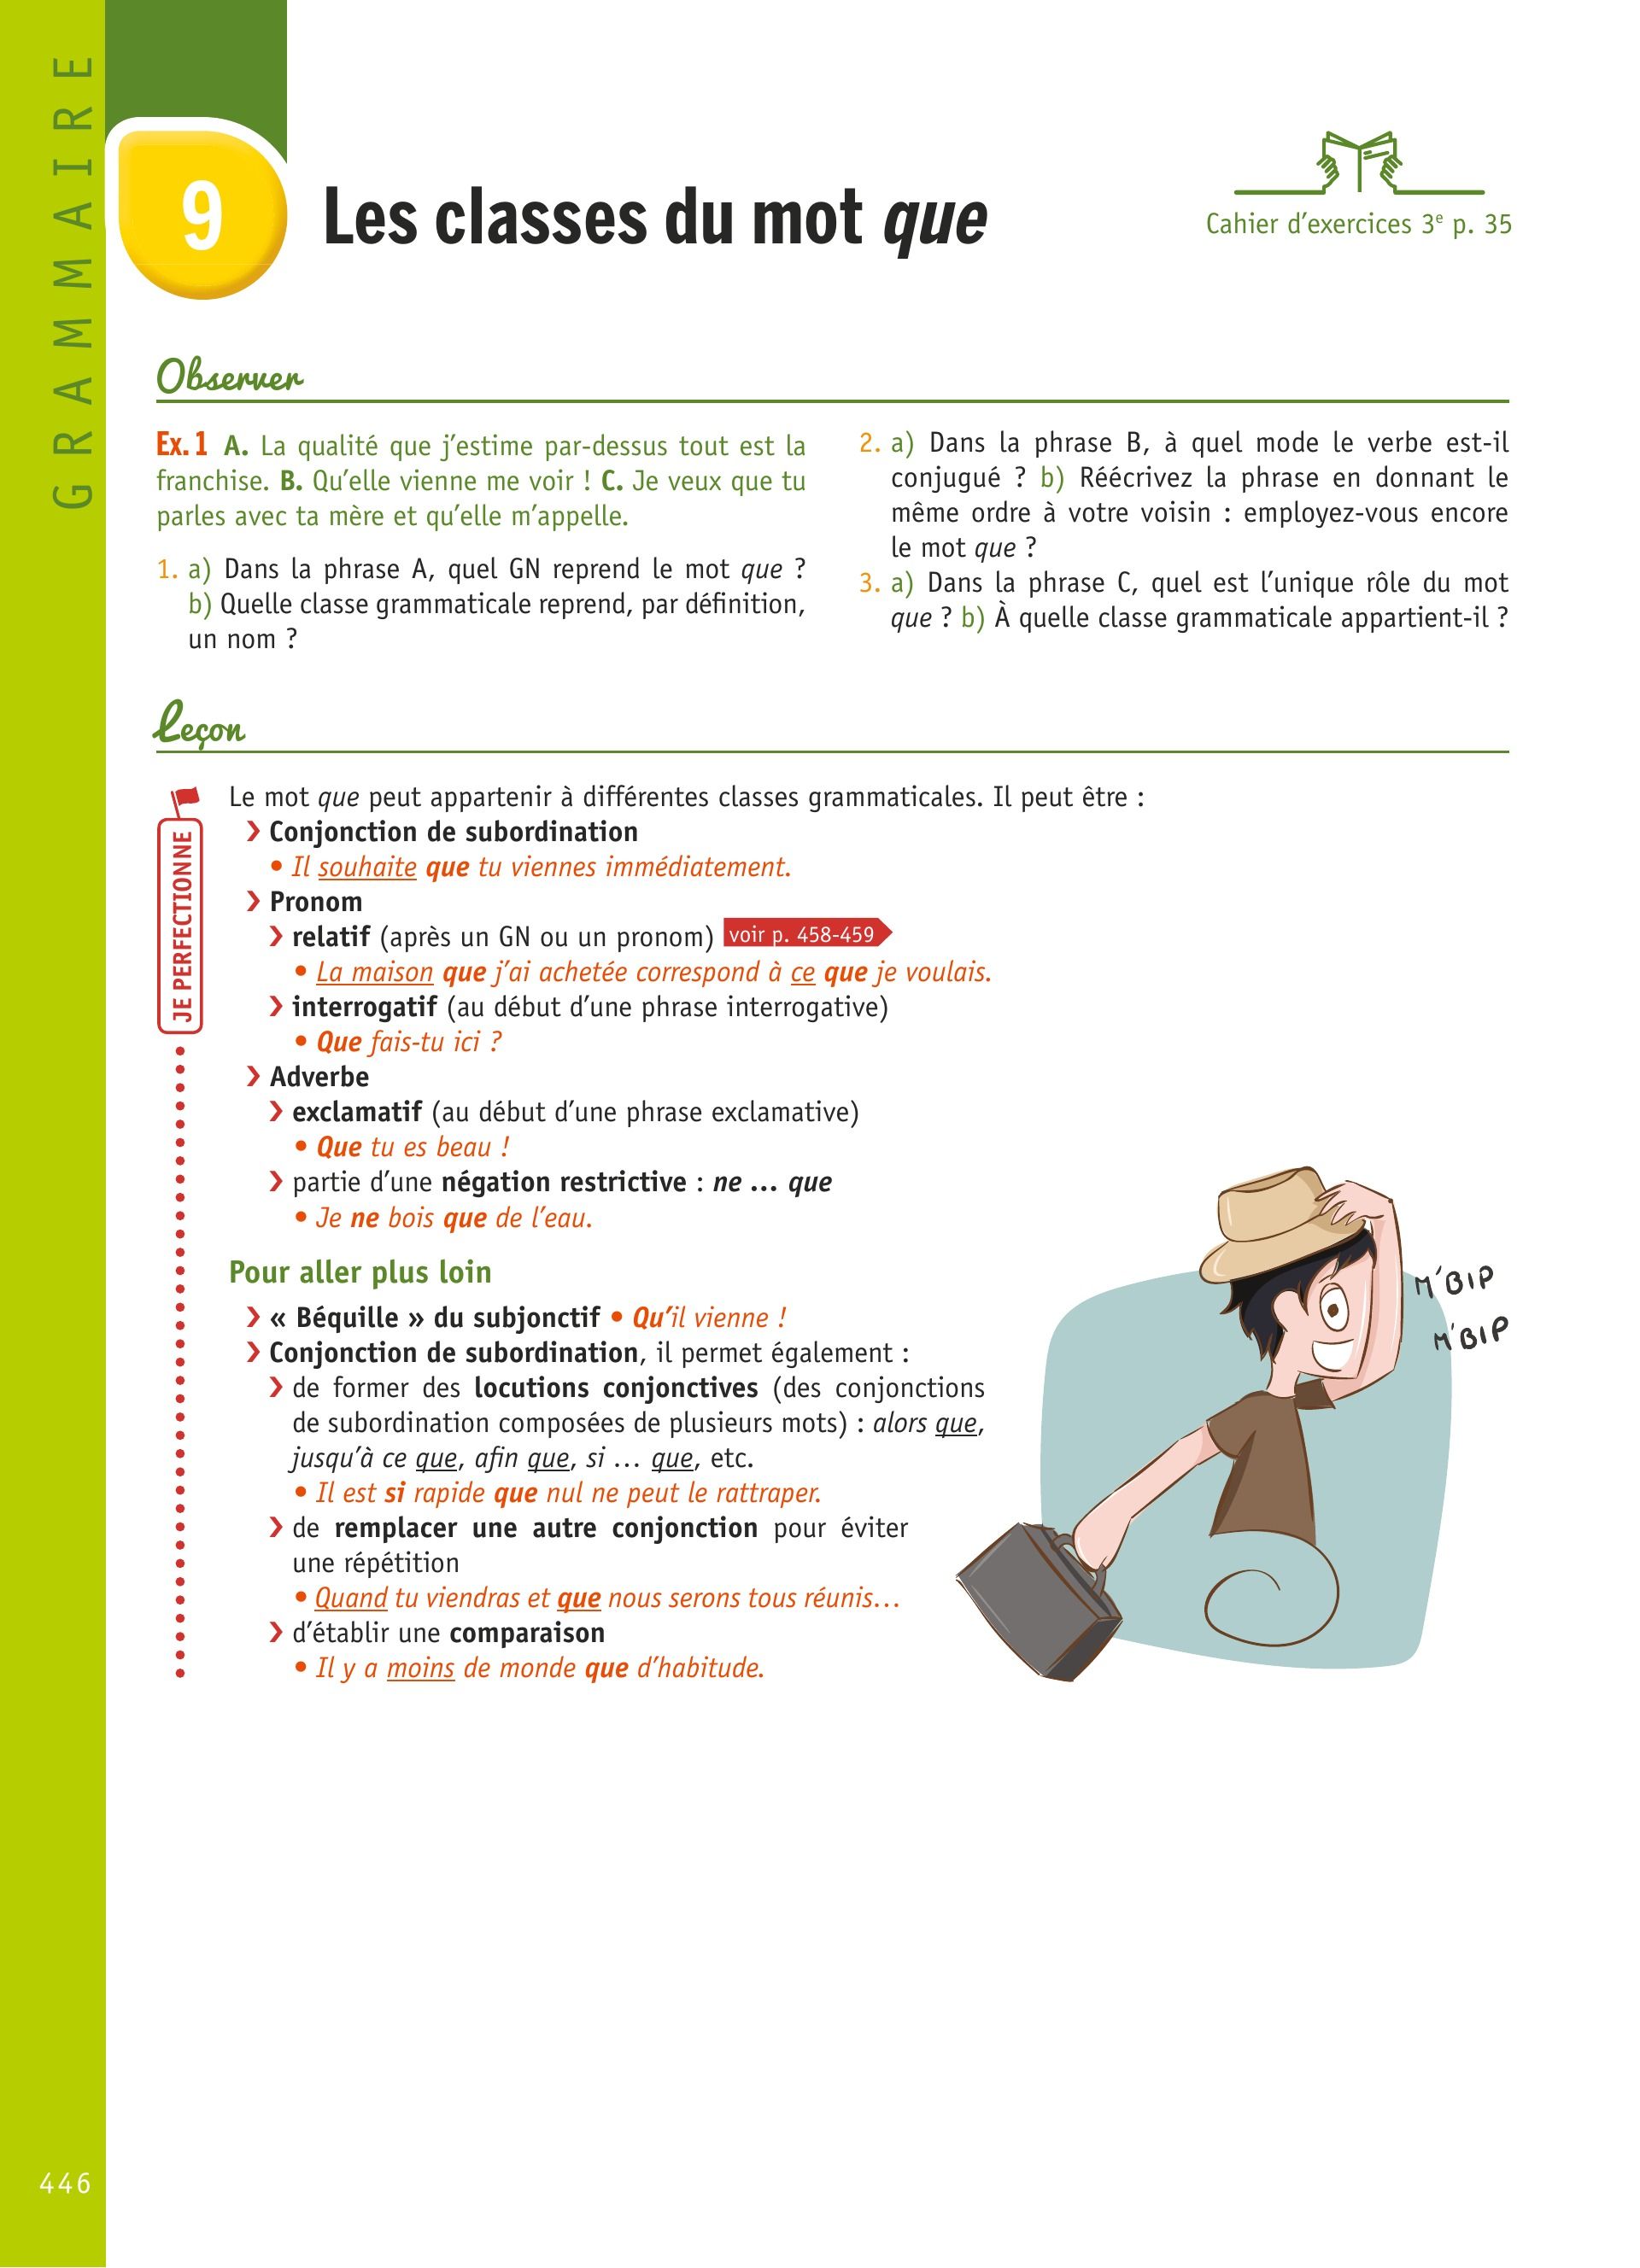 GRAMMAIRE
9
Les classes du mot que
Cahier d’exercices 3e p. 35
Observer
Ex. 1 A. La qualité que j’estime par-dessus tout est la
franchise. B. Qu’elle vienne me voir ! C. Je veux que tu
parles avec ta mère et qu’elle m’appelle.
1. a) Dans la phrase A, quel GN reprend le mot que ?
b) Quelle classe grammaticale reprend, par définition,
un nom ?
2. a) Dans la phrase B, à quel mode le verbe est-il
conjugué ? b) Réécrivez la phrase en donnant le
même ordre à votre voisin : employez-vous encore
le mot que ?
3. a) Dans la phrase C, quel est l’unique rôle du mot
que ? b) À quelle classe grammaticale appartient-il ?
Leçon
JE PERFECTIONNE
Le mot que peut appartenir à différentes classes grammaticales. Il peut être :
› Conjonction de subordination
• Il souhaite que tu viennes immédiatement.
› Pronom
› relatif (après un GN ou un pronom) voir p. 458-459
• La maison que j’ai achetée correspond à ce que je voulais.
› interrogatif (au début d’une phrase interrogative)
• Que fais-tu ici ?
› Adverbe
› exclamatif (au début d’une phrase exclamative)
• Que tu es beau !
› partie d’une négation restrictive : ne ... que
• Je ne bois que de l’eau.
Pour aller plus loin
› « Béquille » du subjonctif • Qu’il vienne !
› Conjonction de subordination, il permet également :
› de former des locutions conjonctives (des conjonctions
de subordination composées de plusieurs mots) : alors que,
jusqu’à ce que, afin que, si ... que, etc.
• Il est si rapide que nul ne peut le rattraper.
› de remplacer une autre conjonction pour éviter
une répétition
• Quand tu viendras et que nous serons tous réunis...
› d’établir une comparaison
• Il y a moins de monde que d’habitude.
M'BIP
M'BIP
446